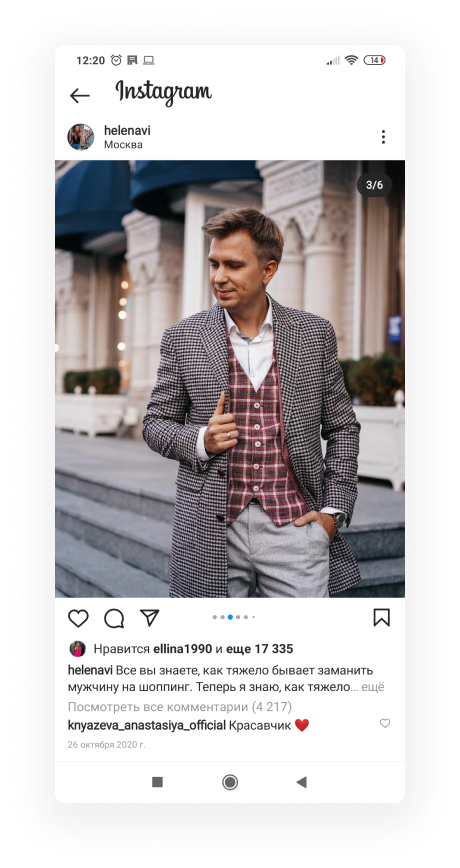 12:20
14
Instagram
helenavi
Москва
3/6
Нравится ellina1990 и еще 17 335
helenavi Все вы знаете, как тяжело бывает заманить
мужчину на шоппинг. Теперь я знаю, как тяжело... ещё
Посмотреть все комментарии (4 217)
knyazeva_anastasiya_official Красавчик ❤️
26 октября 2020 г.